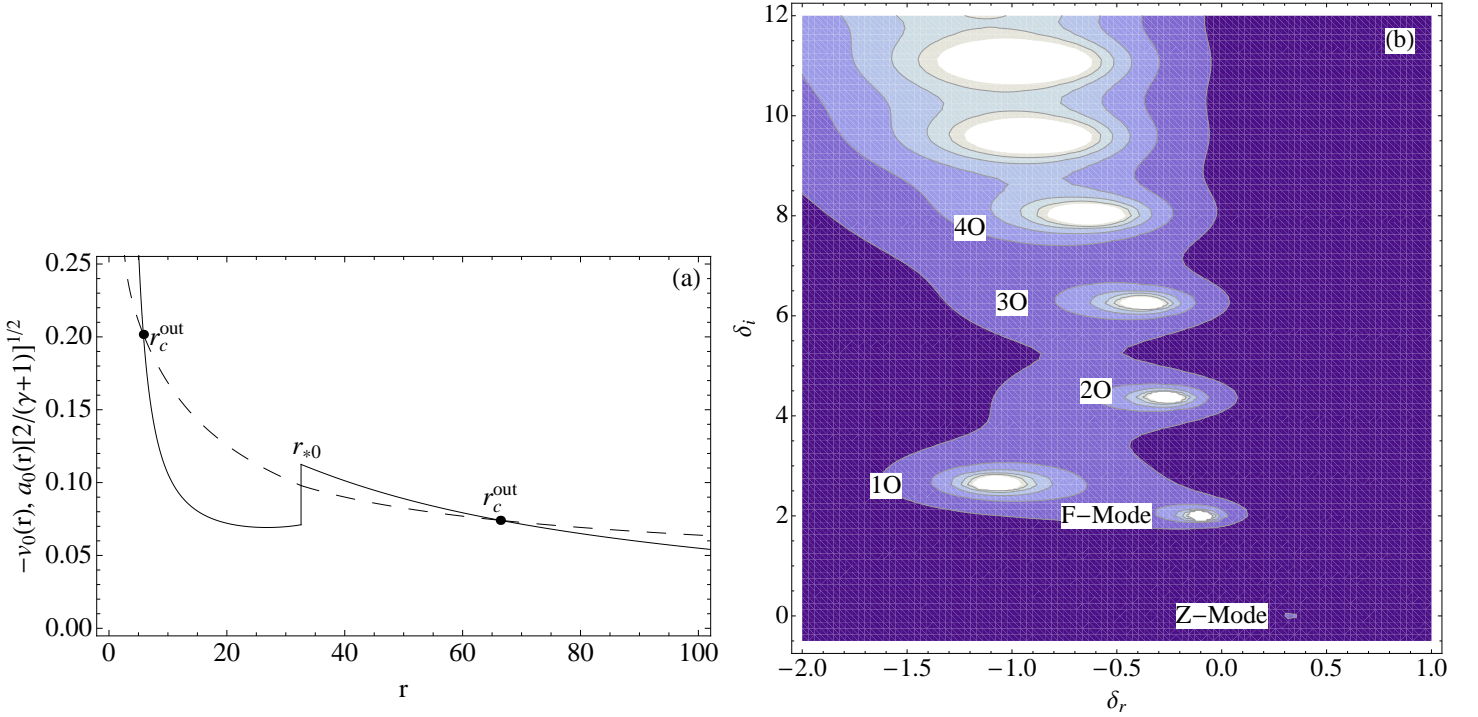 (a)
0.25
0.20
0.15
0.10
0.05
0.00
−v₀(r), a₀(r)[2/(γ+1)]^{1/2}
r_c^{out}
r_{*0}
r_c^{out}
0 20 40 60 80 100
r
(b)
12
10
8
6
4
2
0
δ_i
4O
3O
2O
1O
F−Mode
Z−Mode
−2.0 −1.5 −1.0 −0.5 0.0 0.5 1.0
δ_r